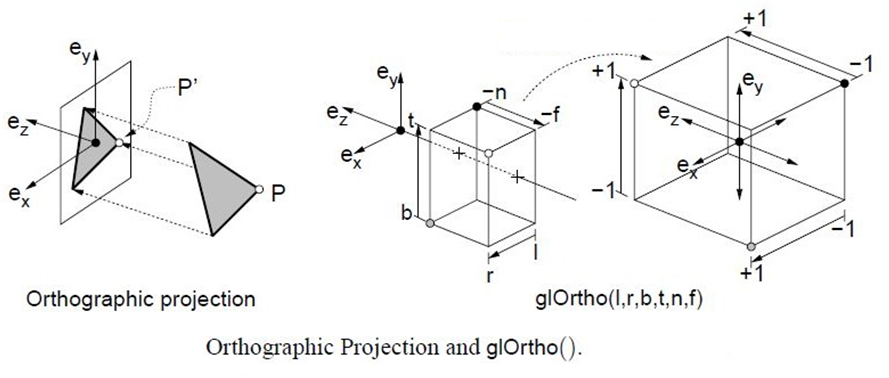 e_y
e_z
e_x
P'
P
Orthographic projection
e_y
e_z
e_x
t
b
−n
−f
l
r
glOrtho(l,r,b,t,n,f)
+1
−1
+1
−1
e_y
e_z
e_x
−1
+1
Orthographic Projection and glOrtho().